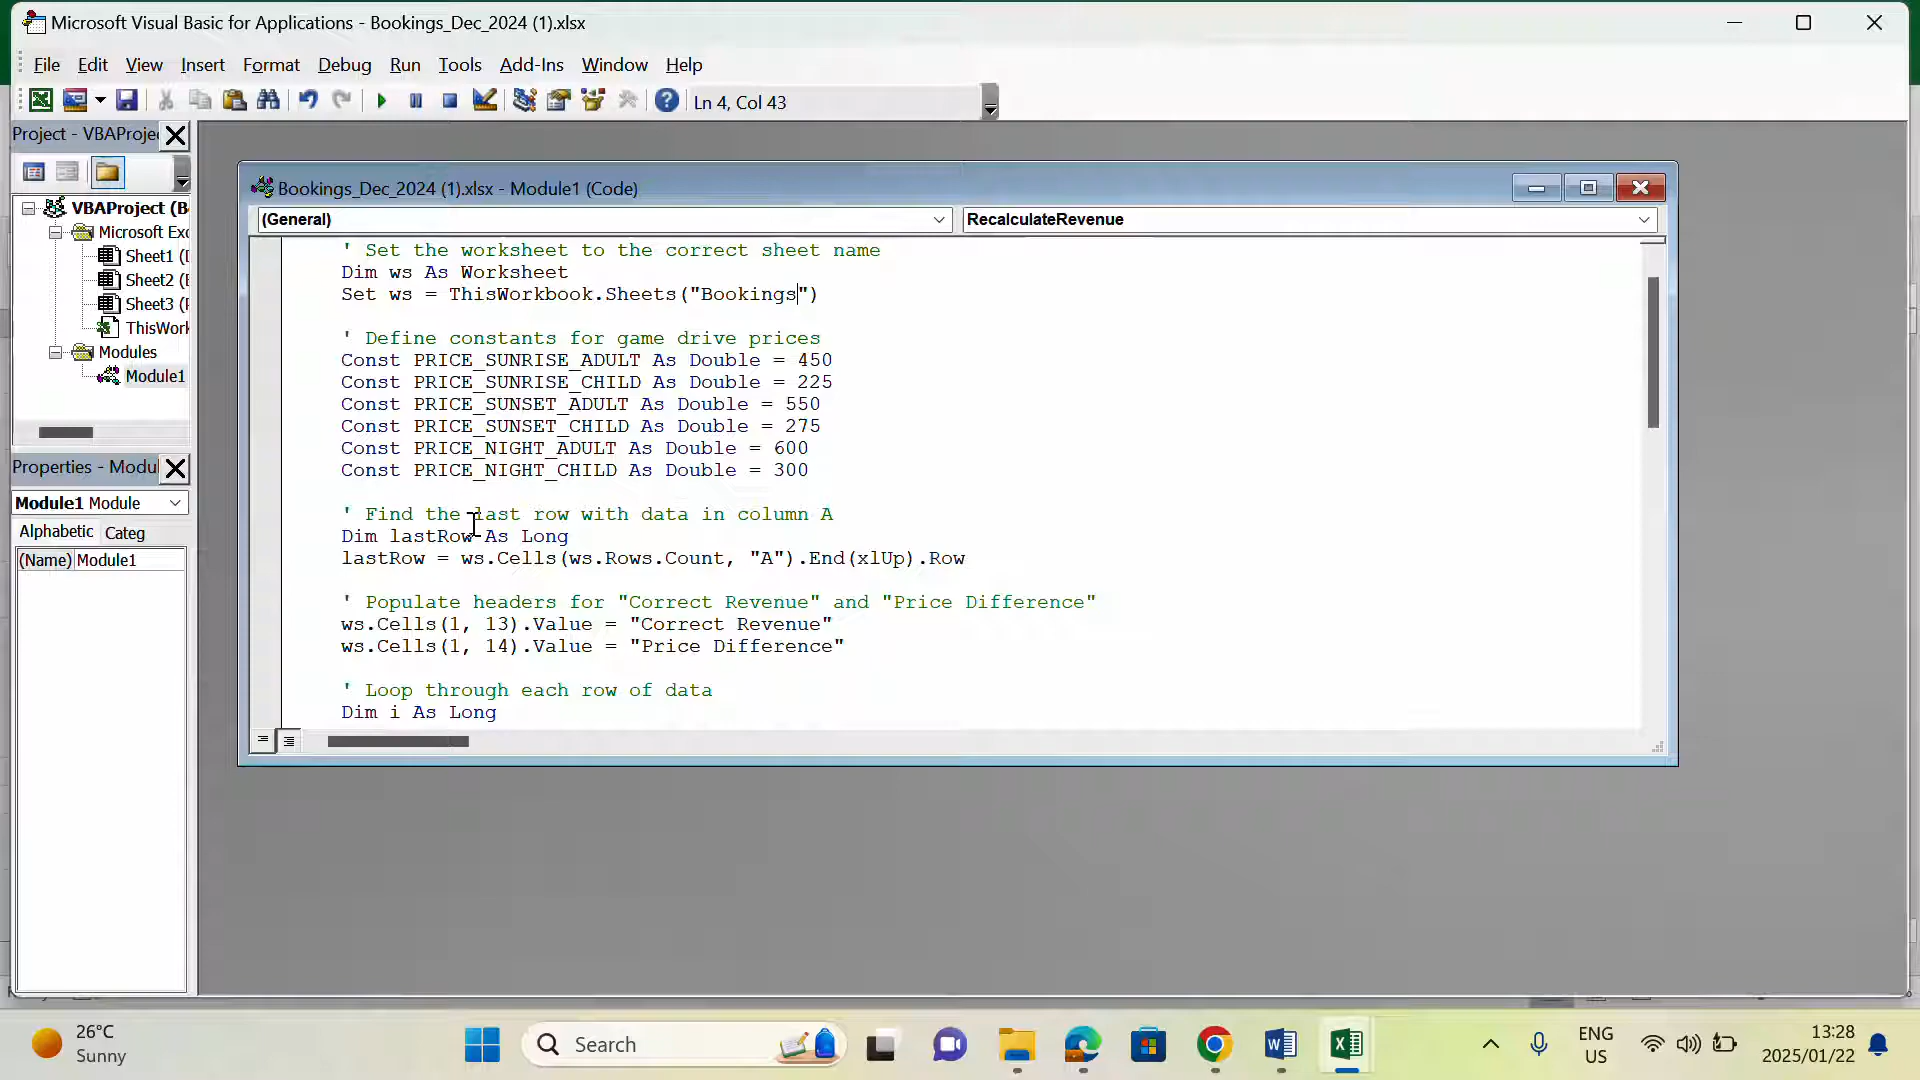 Microsoft Visual Basic for Applications - Bookings_Dec_2024 (1).xlsx
File Edit View Insert Format Debug Run Tools Add-Ins Window Help
Ln 4, Col 43
Project - VBAProje
VBAProject (B
Microsoft Exc
Sheet1 (
Sheet2 (
Sheet3 (
ThisWork
Modules
Module1
Properties - Modu
Module1 Module
Alphabetic Categ
(Name) Module1
Bookings_Dec_2024 (1).xlsx - Module1 (Code)
(General) RecalculateRevenue
' Set the worksheet to the correct sheet name
Dim ws As Worksheet
Set ws = ThisWorkbook.Sheets("Bookings")
' Define constants for game drive prices
Const PRICE_SUNRISE_ADULT As Double = 450
Const PRICE_SUNRISE_CHILD As Double = 225
Const PRICE_SUNSET_ADULT As Double = 550
Const PRICE_SUNSET_CHILD As Double = 275
Const PRICE_NIGHT_ADULT As Double = 600
Const PRICE_NIGHT_CHILD As Double = 300
' Find the last row with data in column A
Dim lastRow As Long
lastRow = ws.Cells(ws.Rows.Count, "A").End(xlUp).Row
' Populate headers for "Correct Revenue" and "Price Difference"
ws.Cells(1, 13).Value = "Correct Revenue"
ws.Cells(1, 14).Value = "Price Difference"
' Loop through each row of data
Dim i As Long
26°C
Sunny
Search
ENG
US
13:28
2025/01/22